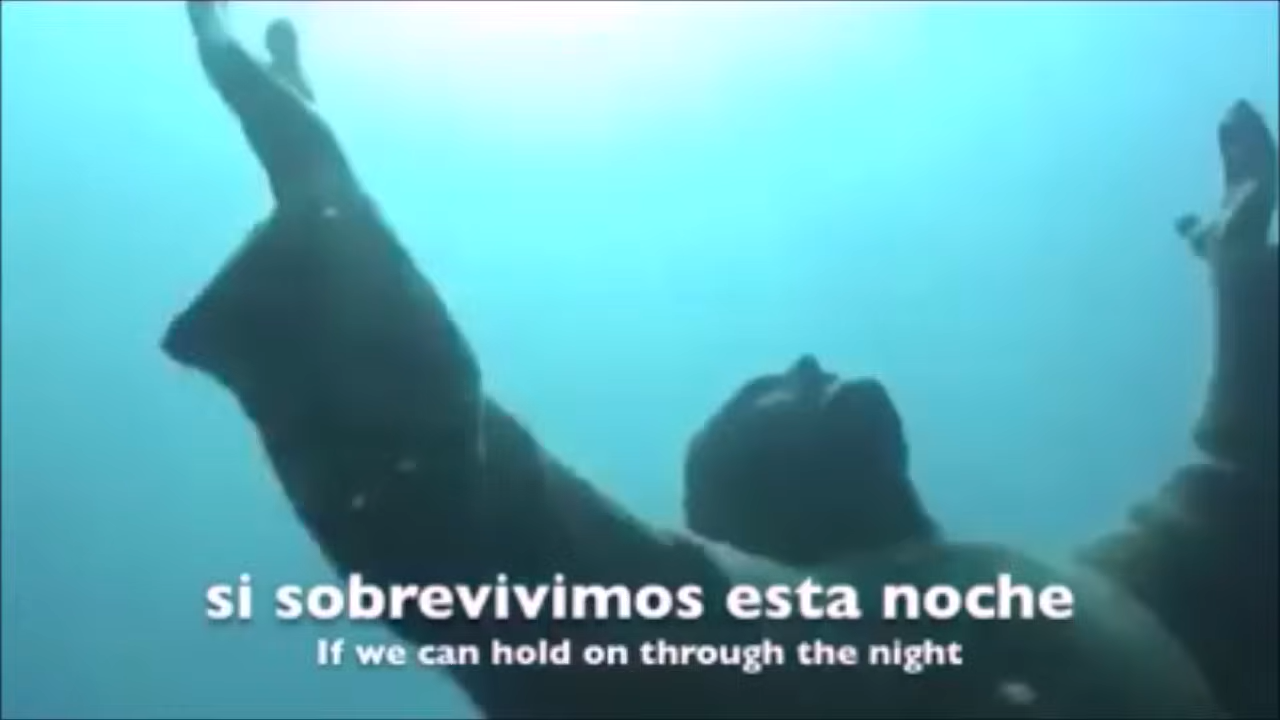 si sobrevivimos esta noche
If we can hold on through the night